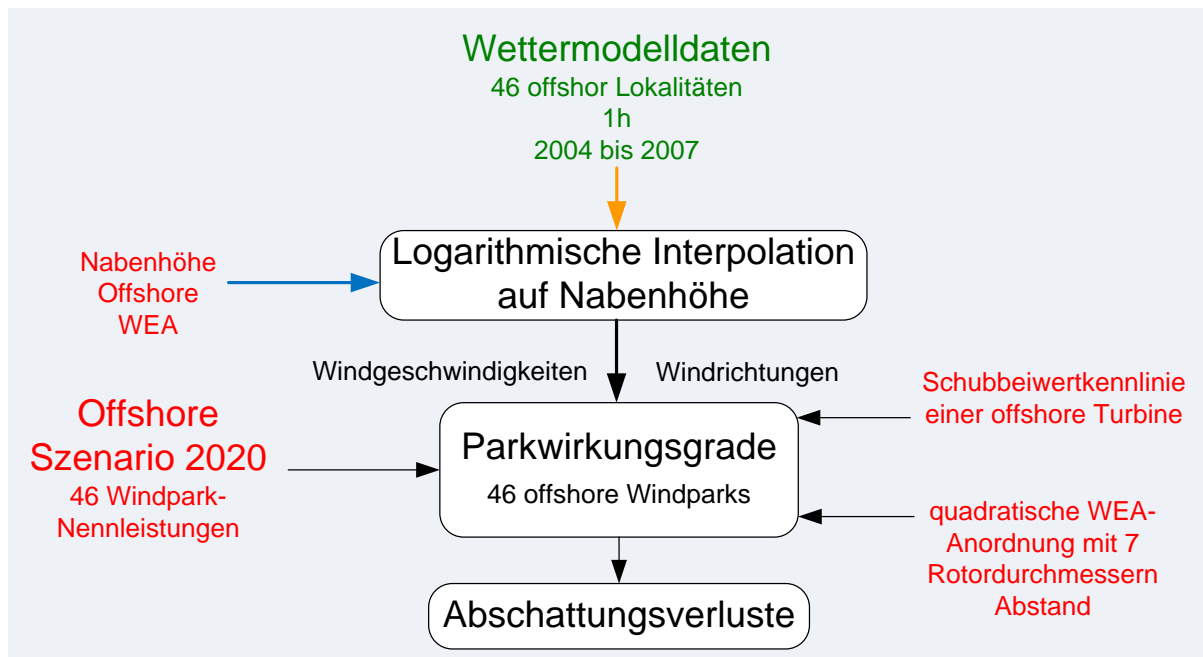 Wettermodelldaten
46 offshor Lokalitäten
1h
2004 bis 2007
Logarithmische Interpolation
auf Nabenhöhe
Nabenhöhe
Offshore
WEA
Windgeschwindigkeiten
Windrichtungen
Offshore
Szenario 2020
46 Windpark-
Nennleistungen
Parkwirkungsgrade
46 offshore Windparks
Schubbeiwertkennlinie
einer offshore Turbine
quadratische WEA-
Anordnung mit 7
Rotordurchmessern
Abstand
Abschattungsverluste